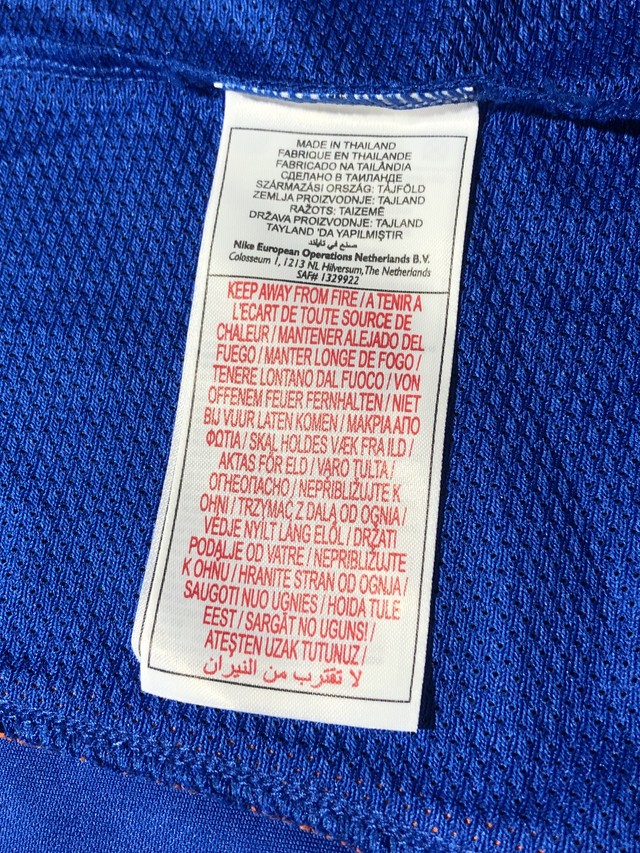 MADE IN THAILAND
FABRIQUE EN THAILANDE
FABRICADO NA TAILÂNDIA
СДЕЛАНО В ТАИЛАНДЕ
SZÁRMAZÁSI ORSZÁG: TÁJFÖLD
ZEMLJA PROIZVODNJE: TAJLAND
RAŽOTS: TAIZEMĒ
DRŽAVA PROIZVODNJE: TAJLAND
TAYLAND 'DA YAPILMIŞTIR
صنع في تايلاند
Nike European Operations Netherlands B.V.
Colosseum 1, 1213 NL Hilversum, The Netherlands
SAF# 1329922
KEEP AWAY FROM FIRE / A TENIR A
L'ECART DE TOUTE SOURCE DE
CHALEUR / MANTENER ALEJADO DEL
FUEGO / MANTER LONGE DE FOGO /
TENERE LONTANO DAL FUOCO / VON
OFFENEM FEUER FERNHALTEN / NIET
BIJ VUUR LATEN KOMEN / ΜΑΚΡΙΑ ΑΠΟ
ΦΩΤΙΑ / SKAL HOLDES VÆK FRA ILD /
AKTAS FÖR ELD / VARO TULTA /
ОГНЕОПАСНО / NEPŘIBLIŽUJTE K
OHNI / TRZYMAĆ Z DALA OD OGNIA /
VÉDJE NYÍLT LÁNG ELŐL / DRŽATI
PODALJE OD VATRE / NEPRIBLIŽUJTE
K OHŇU / HRANITE STRAN OD OGNJA /
SAUGOTI NUO UGNIES / HOIDA TULE
EEST / SARGĀT NO UGUNS! /
ATEŞTEN UZAK TUTUNUZ /
لا تقترب من النيران